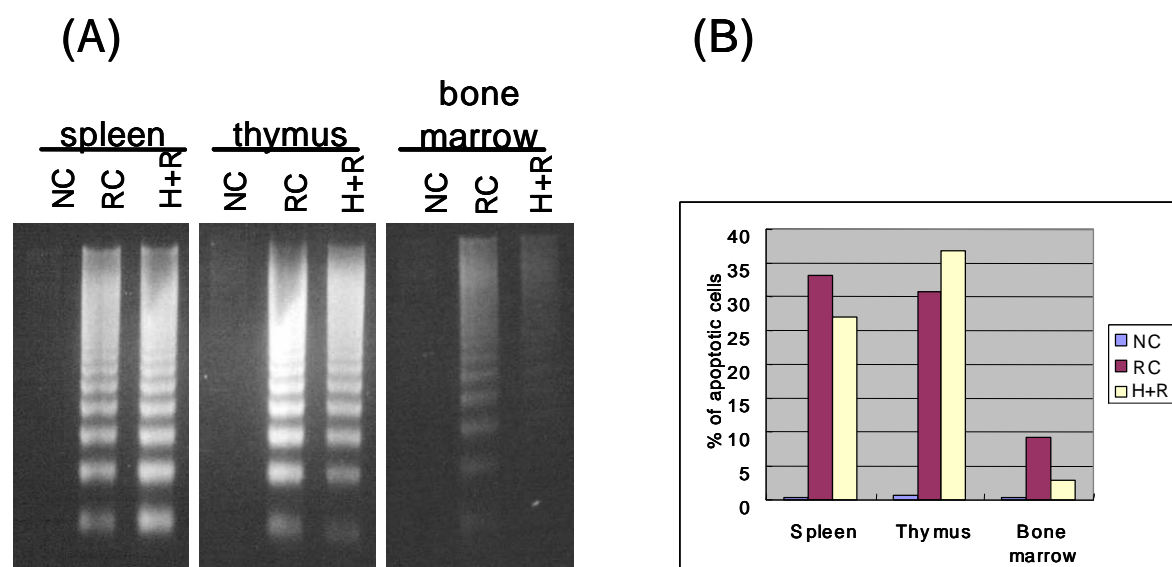 (A)
spleen
thymus
bone
marrow
NC
RC
H+R
NC
RC
H+R
NC
RC
H+R
(B)
% of apoptotic cells
40
35
30
25
20
15
10
5
0
Spleen
Thymus
Bone
marrow
NC
RC
H+R